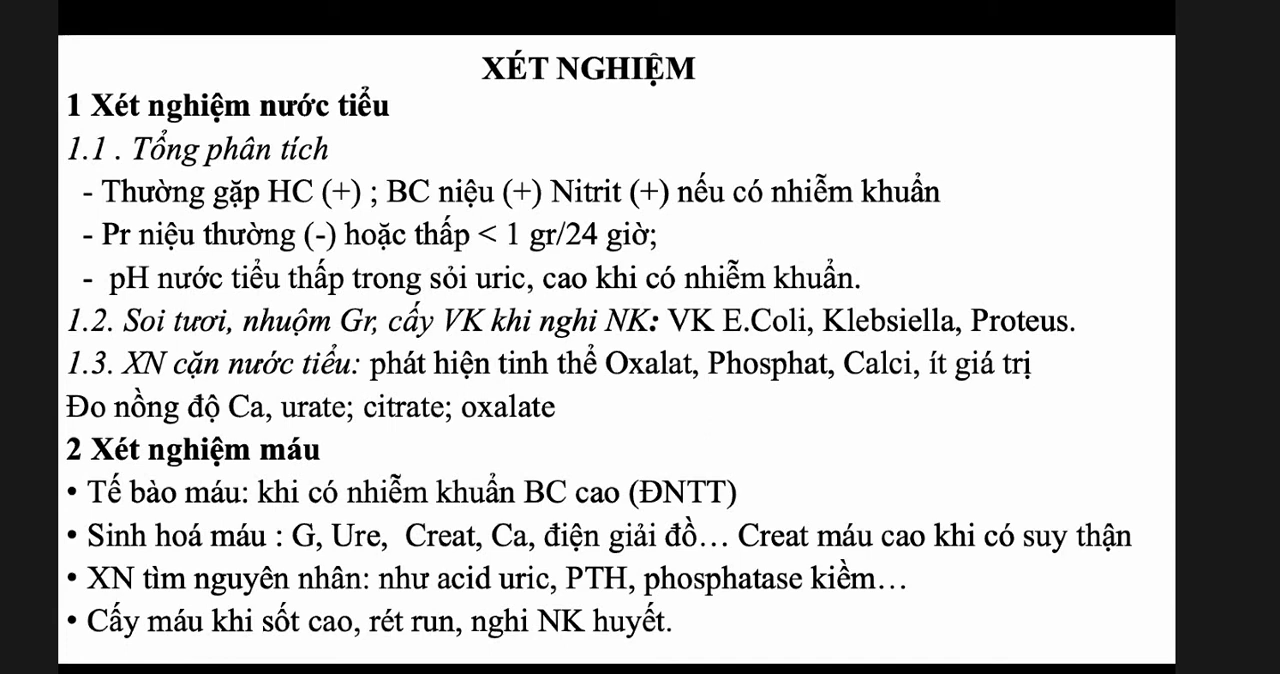 XÉT NGHIỆM
1 Xét nghiệm nước tiểu
1.1 . Tổng phân tích
- Thường gặp HC (+) ; BC niệu (+) Nitrit (+) nếu có nhiễm khuẩn
- Pr niệu thường (-) hoặc thấp < 1 gr/24 giờ;
- pH nước tiểu thấp trong sỏi uric, cao khi có nhiễm khuẩn.
1.2. Soi tươi, nhuộm Gr, cấy VK khi nghi NK: VK E.Coli, Klebsiella, Proteus.
1.3. XN cặn nước tiểu: phát hiện tinh thể Oxalat, Phosphat, Calci, ít giá trị
Đo nồng độ Ca, urate; citrate; oxalate
2 Xét nghiệm máu
• Tế bào máu: khi có nhiễm khuẩn BC cao (ĐNTT)
• Sinh hoá máu : G, Ure, Creat, Ca, điện giải đồ… Creat máu cao khi có suy thận
• XN tìm nguyên nhân: như acid uric, PTH, phosphatase kiềm…
• Cấy máu khi sốt cao, rét run, nghi NK huyết.